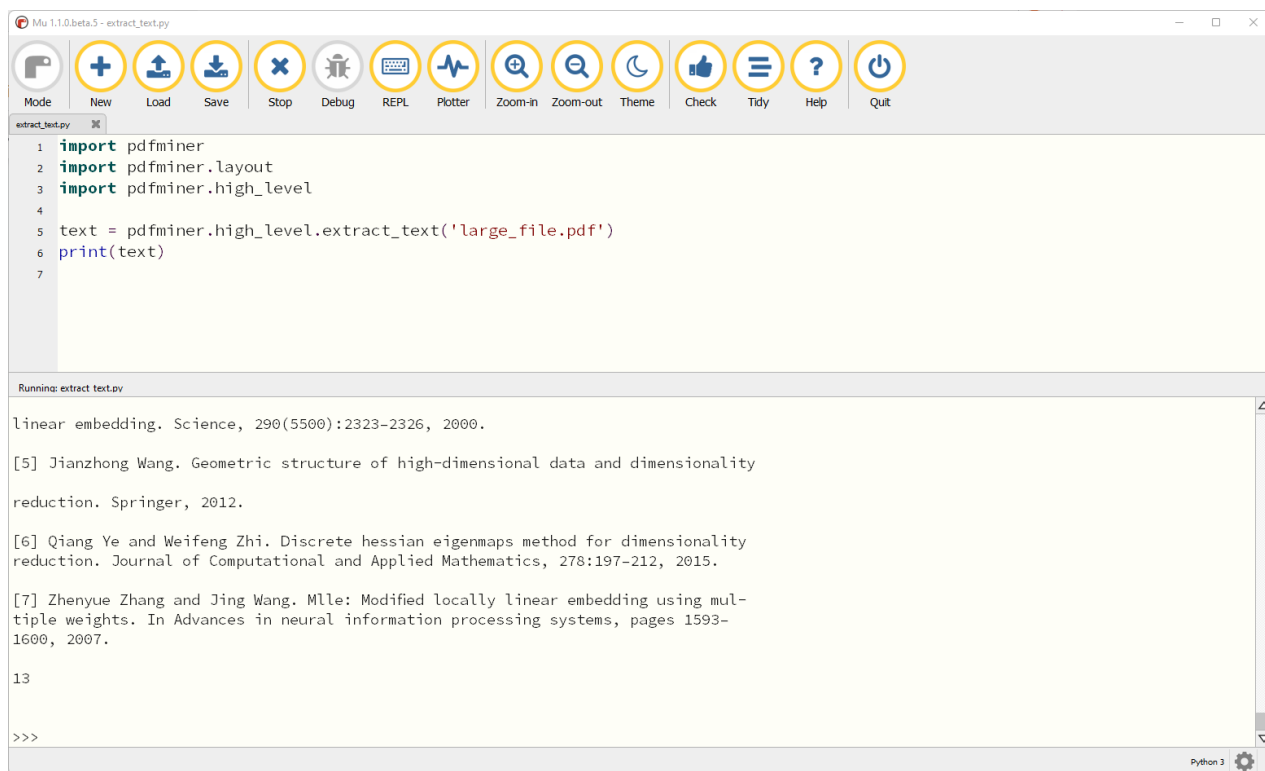 Mu 1.1.0.beta.5 - extract_text.py
Mode New Load Save Stop Debug REPL Plotter Zoom-in Zoom-out Theme Check Tidy Help Quit
extract_text.py
1 import pdfminer
2 import pdfminer.layout
3 import pdfminer.high_level
4
5 text = pdfminer.high_level.extract_text('large_file.pdf')
6 print(text)
7
Running: extract_text.py
linear embedding. Science, 290(5500):2323–2326, 2000.
[5] Jianzhong Wang. Geometric structure of high-dimensional data and dimensionality
reduction. Springer, 2012.
[6] Qiang Ye and Weifeng Zhi. Discrete hessian eigenmaps method for dimensionality
reduction. Journal of Computational and Applied Mathematics, 278:197–212, 2015.
[7] Zhenyue Zhang and Jing Wang. Mlle: Modified locally linear embedding using mul-
tiple weights. In Advances in neural information processing systems, pages 1593–
1600, 2007.
13
>>>
Python 3